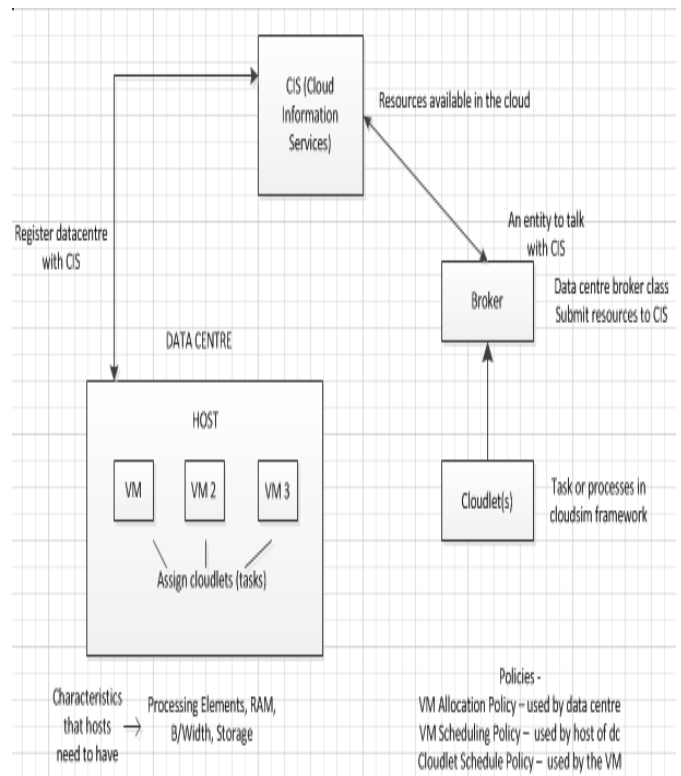 CIS (Cloud
Information
Services)
Resources available in the cloud
Register datacentre
with CIS
An entity to talk
with CIS
Broker
Data centre broker class
Submit resources to CIS
DATA CENTRE
HOST
VM
VM 2
VM 3
Assign cloudlets (tasks)
Cloudlet(s)
Task or processes in
cloudsim framework
Characteristics
that hosts
need to have
Processing Elements, RAM,
B/Width, Storage
Policies -
VM Allocation Policy – used by data centre
VM Scheduling Policy – used by host of dc
Cloudlet Schedule Policy – used by the VM